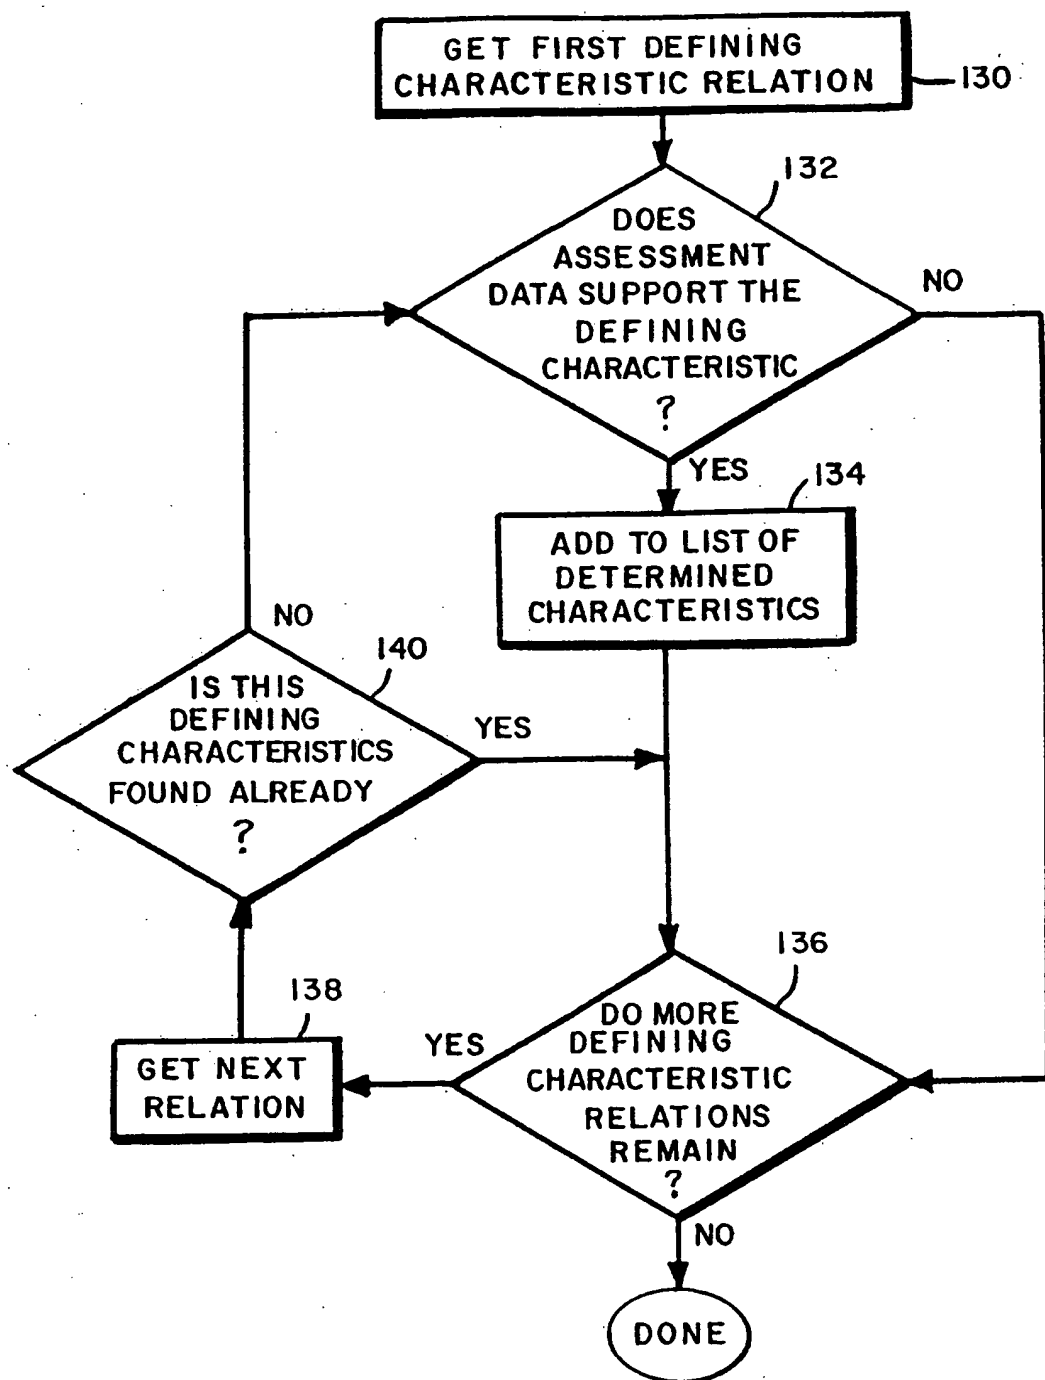 GET FIRST DEFINING
CHARACTERISTIC RELATION
130
132
DOES
ASSESSMENT
DATA SUPPORT THE
DEFINING
CHARACTERISTIC
?
NO
YES
134
ADD TO LIST OF
DETERMINED
CHARACTERISTICS
NO
140
IS THIS
DEFINING
CHARACTERISTICS
FOUND ALREADY
?
YES
136
DO MORE
DEFINING
CHARACTERISTIC
RELATIONS
REMAIN
?
YES
138
GET NEXT
RELATION
NO
DONE